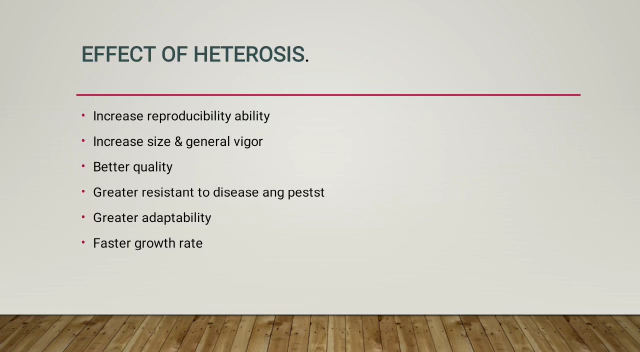 EFFECT OF HETEROSIS.
• Increase reproducibility ability
• Increase size & general vigor
• Better quality
• Greater resistant to disease ang pestst
• Greater adaptability
• Faster growth rate